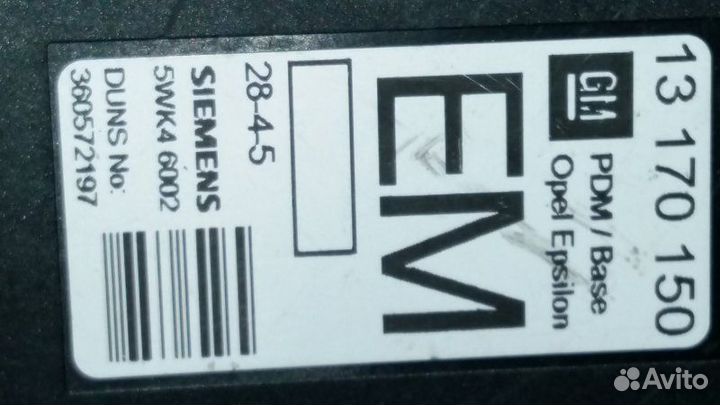 13 170 150
GM
PDM / Base
Opel Epsilon
EM
28-4-5
SIEMENS
5WK4 6002
DUNS No:
360572197
Avito